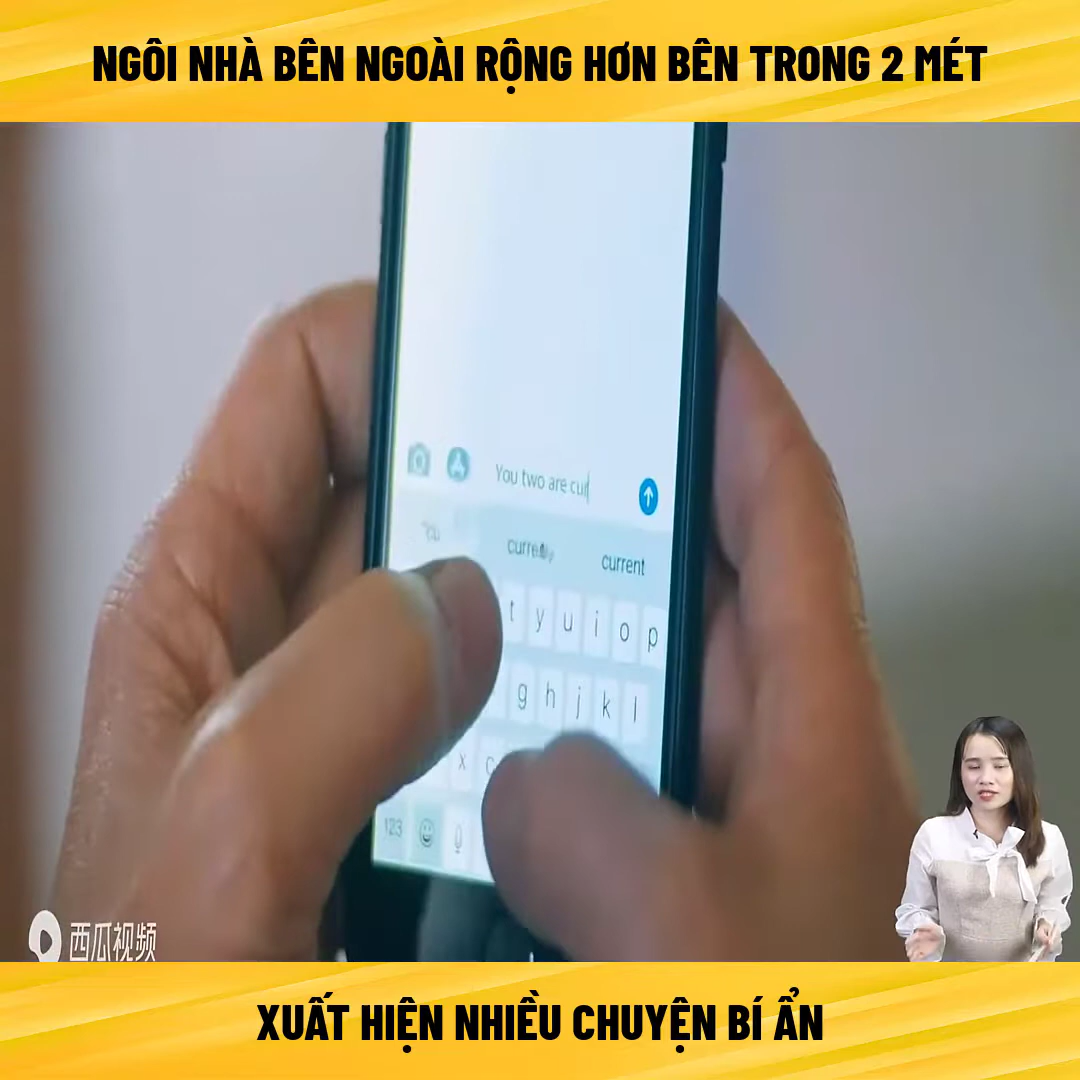 NGÔI NHÀ BÊN NGOÀI RỘNG HƠN BÊN TRONG 2 MÉT
You two are cur
"cu
current
t y u i o p
g h j k l
x c
123
西瓜视频
XUẤT HIỆN NHIỀU CHUYỆN BÍ ẨN